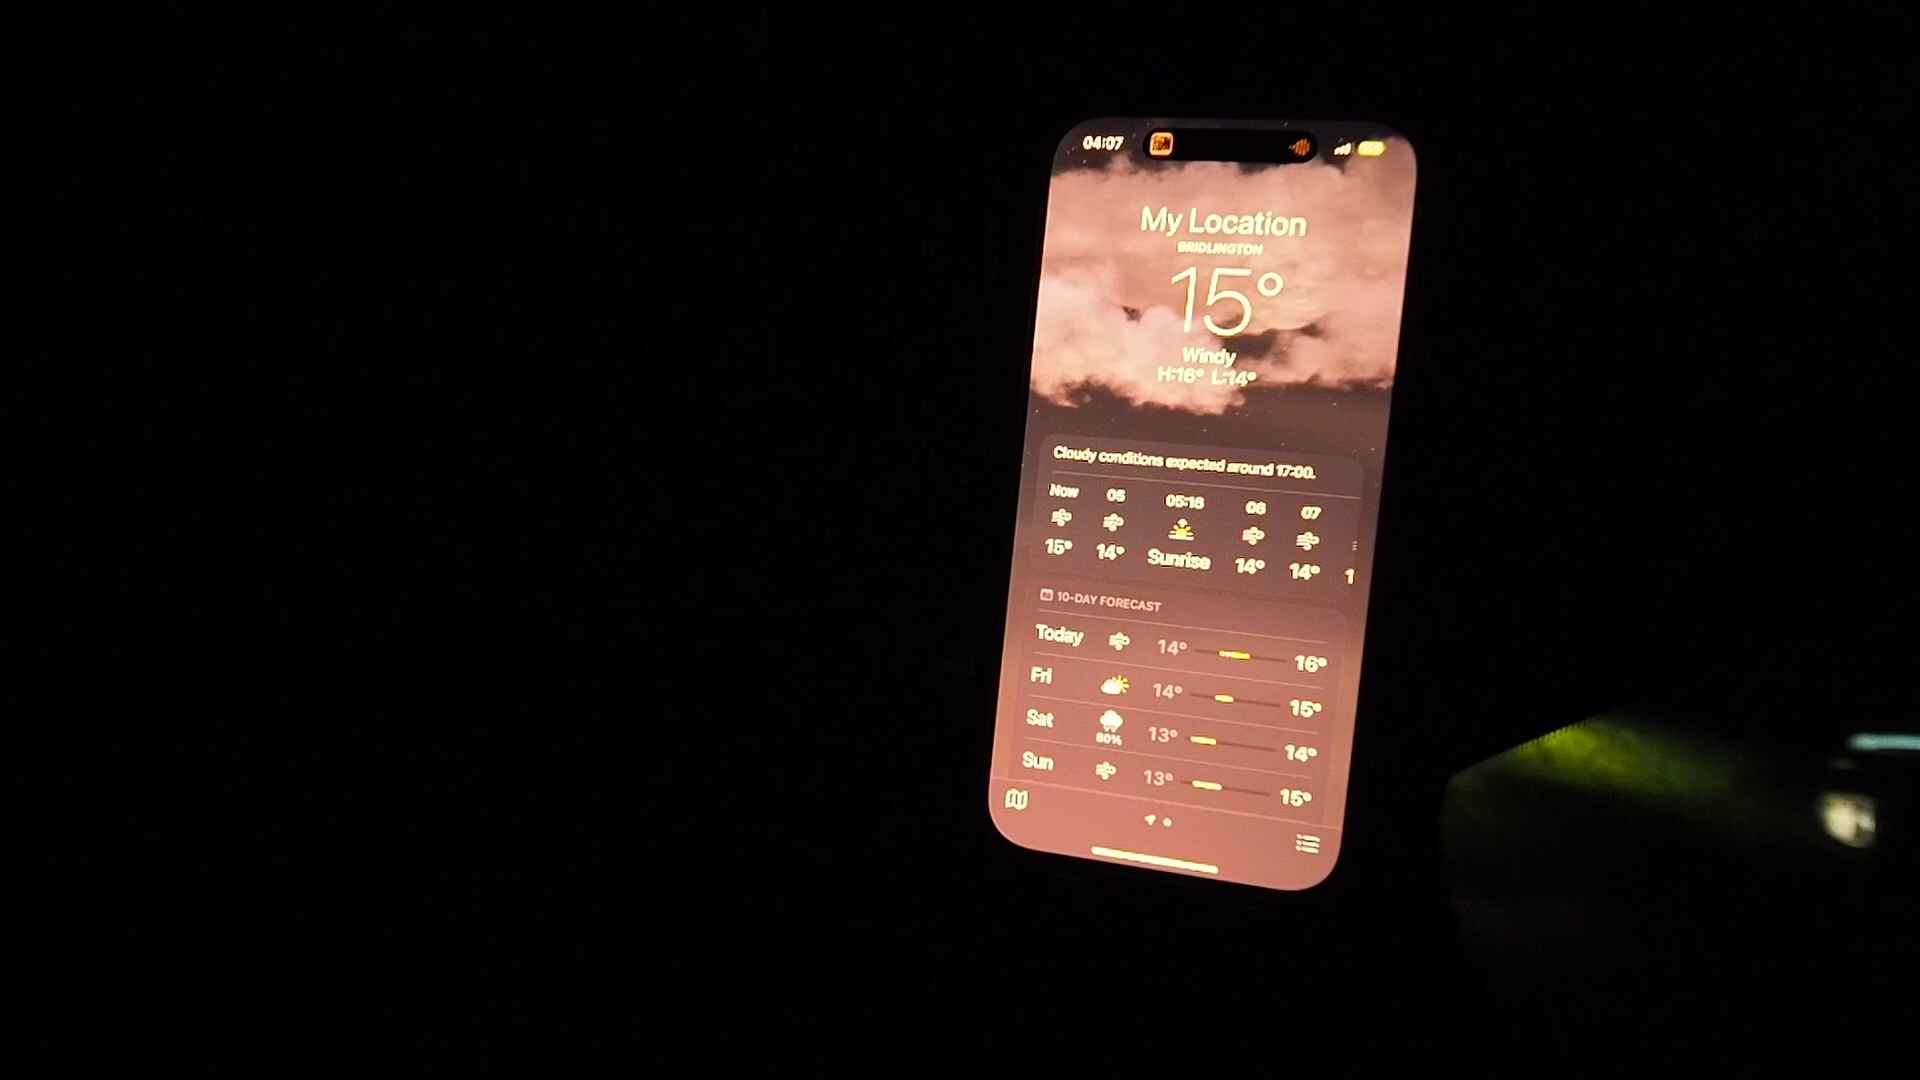 04:07
My Location
BRIDLINGTON
15°
Windy
H:16° L:14°
Cloudy conditions expected around 17:00.
Now 05 05:16 06 07
15° 14° Sunrise 14° 14° 1
10-DAY FORECAST
Today 14° 16°
Fri 14° 15°
Sat 80% 13° 14°
Sun 13° 15°